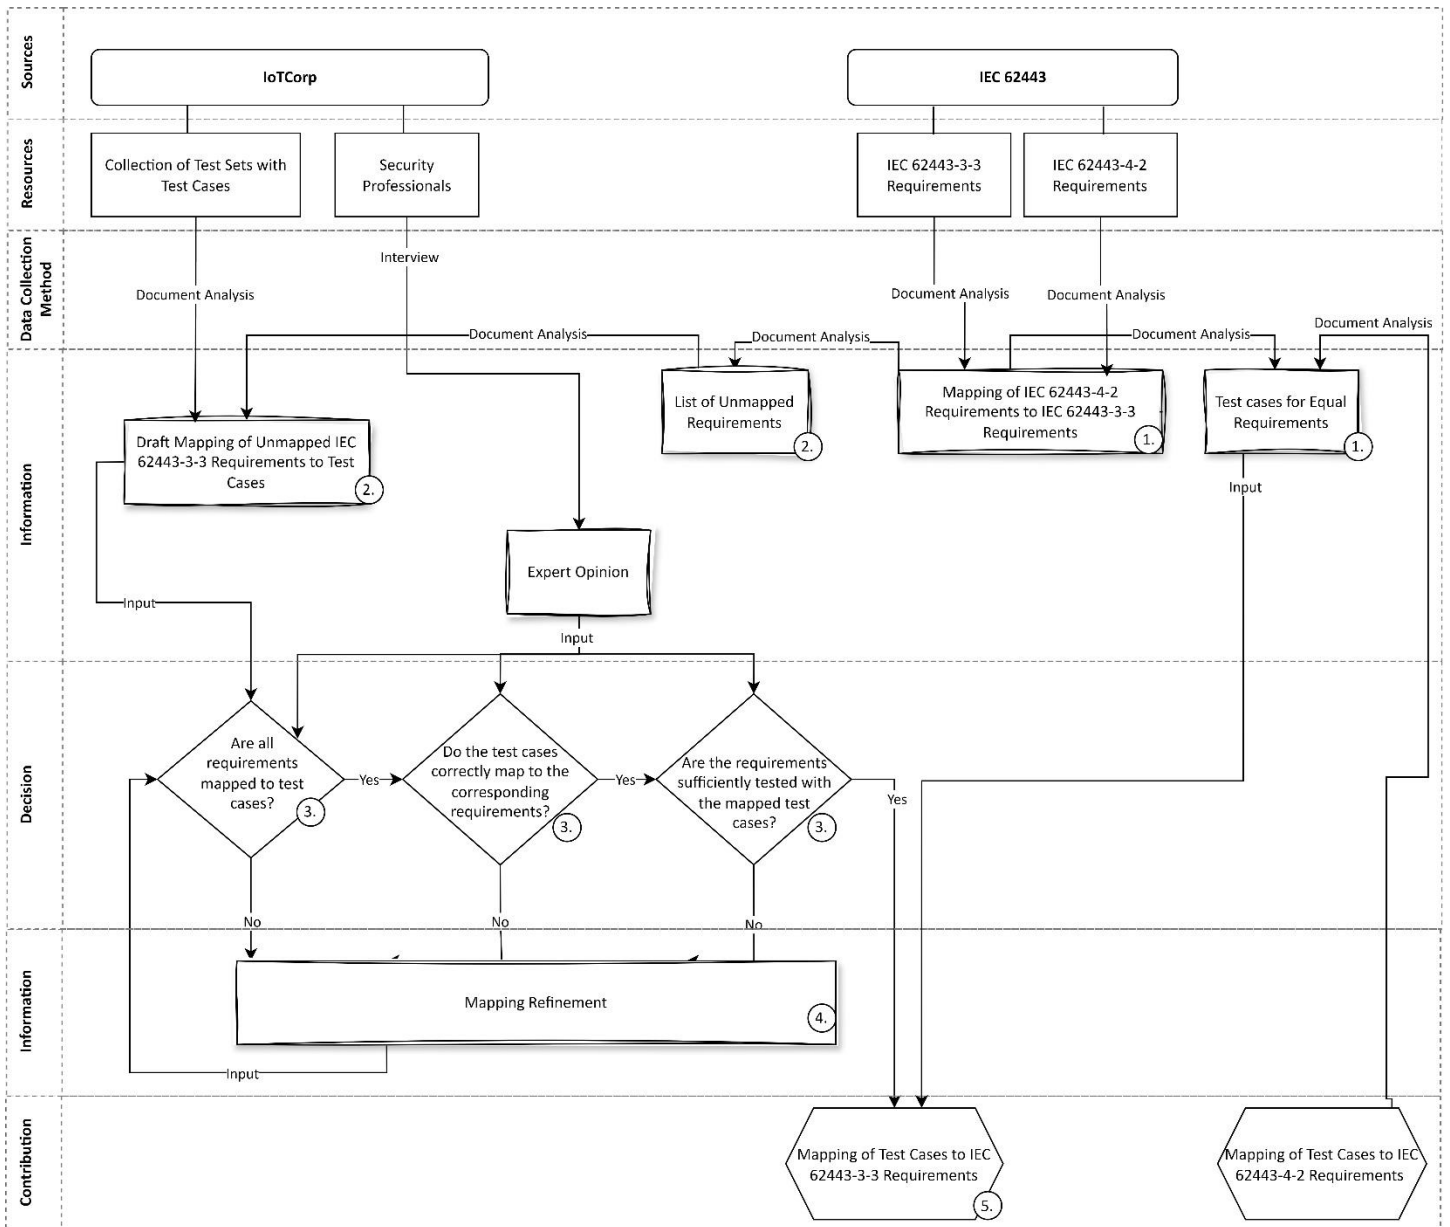 Sources
IoTCorp
IEC 62443
Resources
Collection of Test Sets with
Test Cases
Security
Professionals
IEC 62443-3-3
Requirements
IEC 62443-4-2
Requirements
Data Collection
Method
Interview
Document Analysis
Document Analysis
Document Analysis
Document Analysis
Document Analysis
Document Analysis
Document Analysis
Information
Draft Mapping of Unmapped IEC
62443-3-3 Requirements to Test
Cases
2.
List of Unmapped
Requirements
2.
Mapping of IEC 62443-4-2
Requirements to IEC 62443-3-3
Requirements
1.
Test cases for Equal
Requirements
1.
Input
Expert Opinion
Input
Input
Decision
Are all
requirements
mapped to test
cases?
3.
Yes
Do the test cases
correctly map to the
corresponding
requirements?
3.
Yes
Are the requirements
sufficiently tested with
the mapped test
cases?
3.
Yes
No
No
No
Information
Mapping Refinement
4.
Input
Contribution
Mapping of Test Cases to IEC
62443-3-3 Requirements
5.
Mapping of Test Cases to IEC
62443-4-2 Requirements